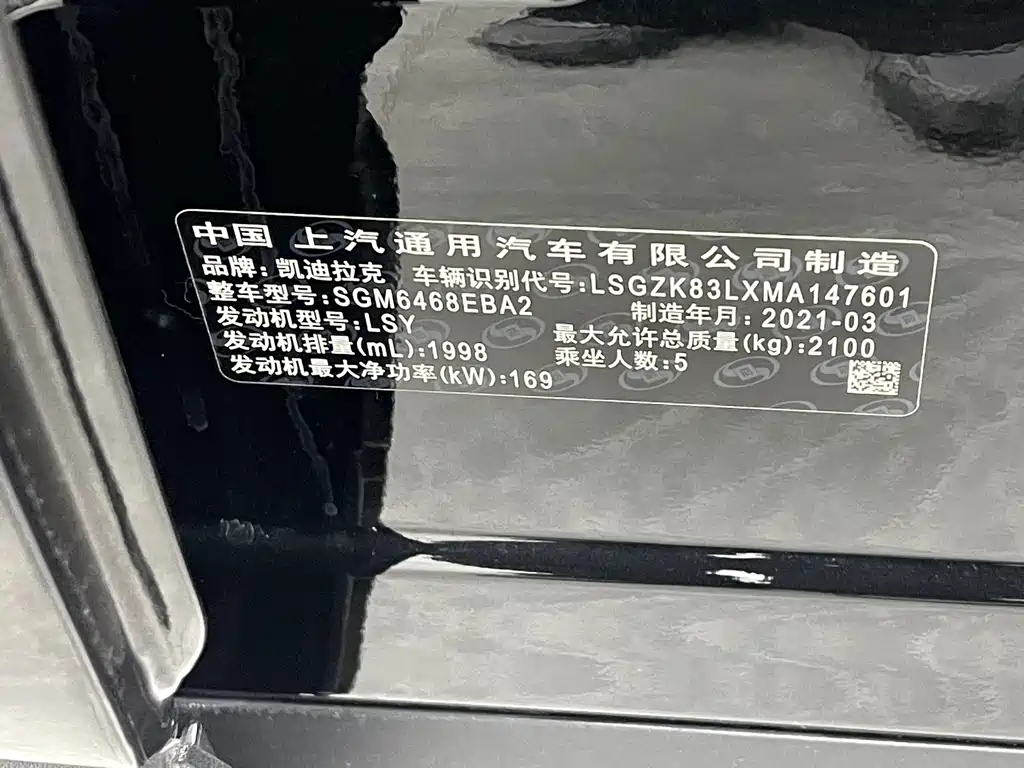 中国 上汽通用汽车有限公司制造
品牌:凯迪拉克 车辆识别代号:LSGZK83LXMA147601
整车型号:SGM6468EBA2 制造年月:2021-03
发动机型号:LSY 最大允许总质量(kg):2100
发动机排量(mL):1998 乘坐人数:5
发动机最大净功率(kW):169